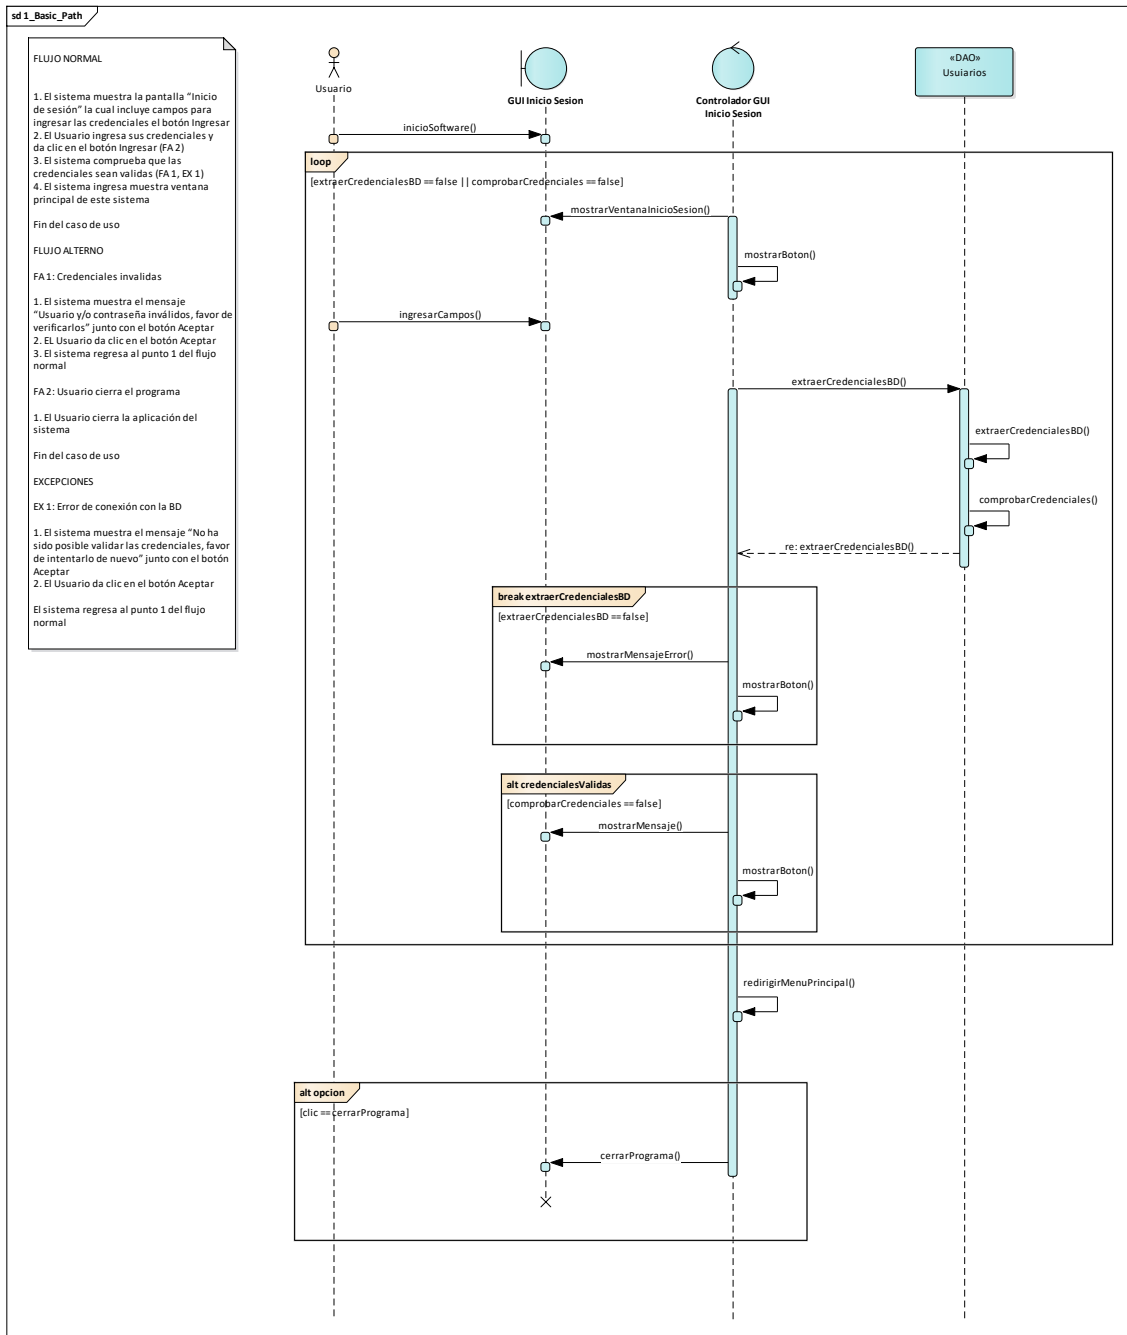 sd 1_Basic_Path
FLUJO NORMAL
1. El sistema muestra la pantalla “Inicio
de sesión” la cual incluye campos para
ingresar las credenciales el botón Ingresar
2. El Usuario ingresa sus credenciales y
da clic en el botón Ingresar (FA 2)
3. El sistema comprueba que las
credenciales sean validas (FA 1, EX 1)
4. El sistema ingresa muestra ventana
principal de este sistema
Fin del caso de uso
FLUJO ALTERNO
FA 1: Credenciales invalidas
1. El sistema muestra el mensaje
“Usuario y/o contraseña inválidos, favor de
verificarlos” junto con el botón Aceptar
2. EL Usuario da clic en el botón Aceptar
3. El sistema regresa al punto 1 del flujo
normal
FA 2: Usuario cierra el programa
1. El Usuario cierra la aplicación del
sistema
Fin del caso de uso
EXCEPCIONES
EX 1: Error de conexión con la BD
1. El sistema muestra el mensaje “No ha
sido posible validar las credenciales, favor
de intentarlo de nuevo” junto con el botón
Aceptar
2. El Usuario da clic en el botón Aceptar
El sistema regresa al punto 1 del flujo
normal
Usuario
GUI Inicio Sesion
Controlador GUI
Inicio Sesion
«DAO»
Usuiarios
inicioSoftware()
loop
[extraerCredencialesBD == false || comprobarCredenciales == false]
mostrarVentanaInicioSesion()
mostrarBoton()
ingresarCampos()
extraerCredencialesBD()
extraerCredencialesBD()
comprobarCredenciales()
re: extraerCredencialesBD()
break extraerCredencialesBD
[extraerCredencialesBD == false]
mostrarMensajeError()
mostrarBoton()
alt credencialesValidas
[comprobarCredenciales == false]
mostrarMensaje()
mostrarBoton()
redirigirMenuPrincipal()
alt opcion
[clic == cerrarPrograma]
cerrarPrograma()